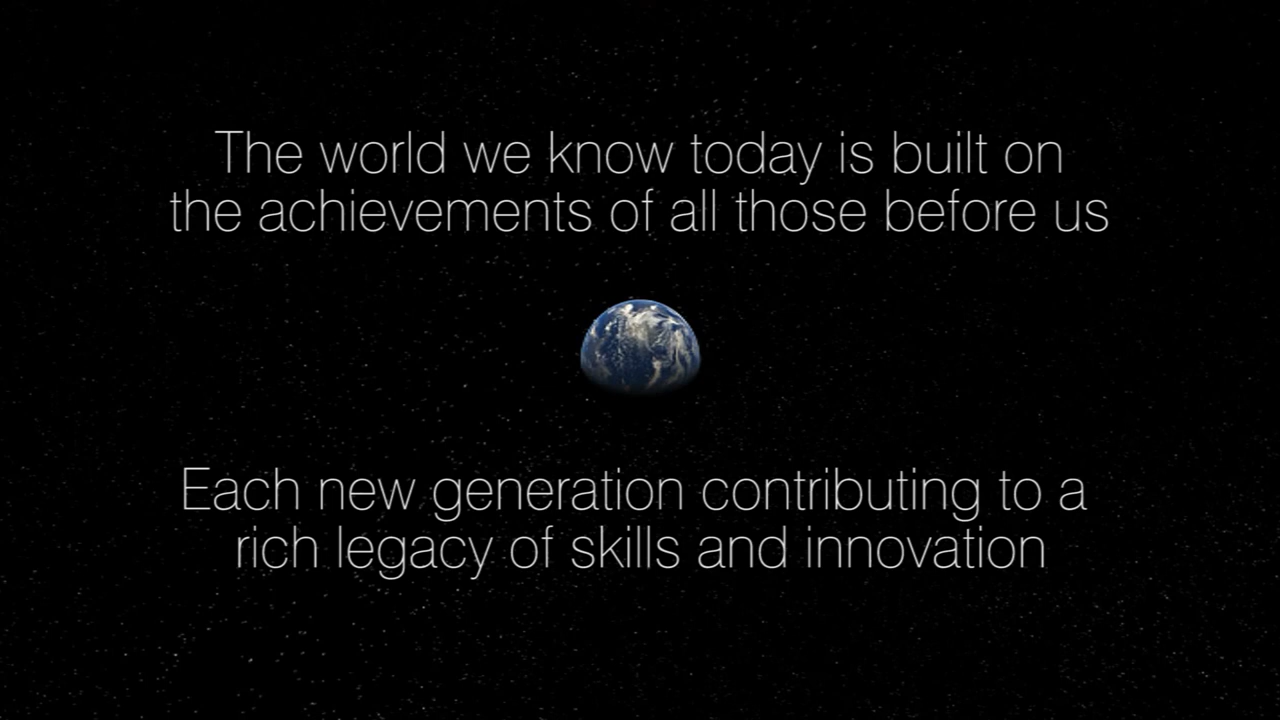 The world we know today is built on
the achievements of all those before us
Each new generation contributing to a
rich legacy of skills and innovation